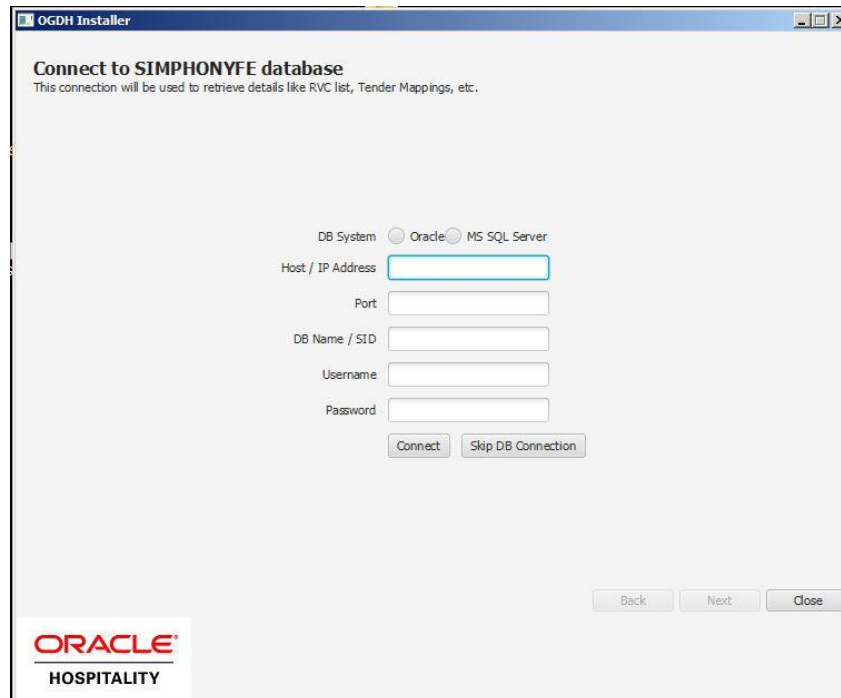 OGDH Installer
Connect to SIMPHONYFE database
This connection will be used to retrieve details like RVC list, Tender Mappings, etc.
DB System Oracle MS SQL Server
Host / IP Address
Port
DB Name / SID
Username
Password
Connect Skip DB Connection
Back Next Close
ORACLE®
HOSPITALITY